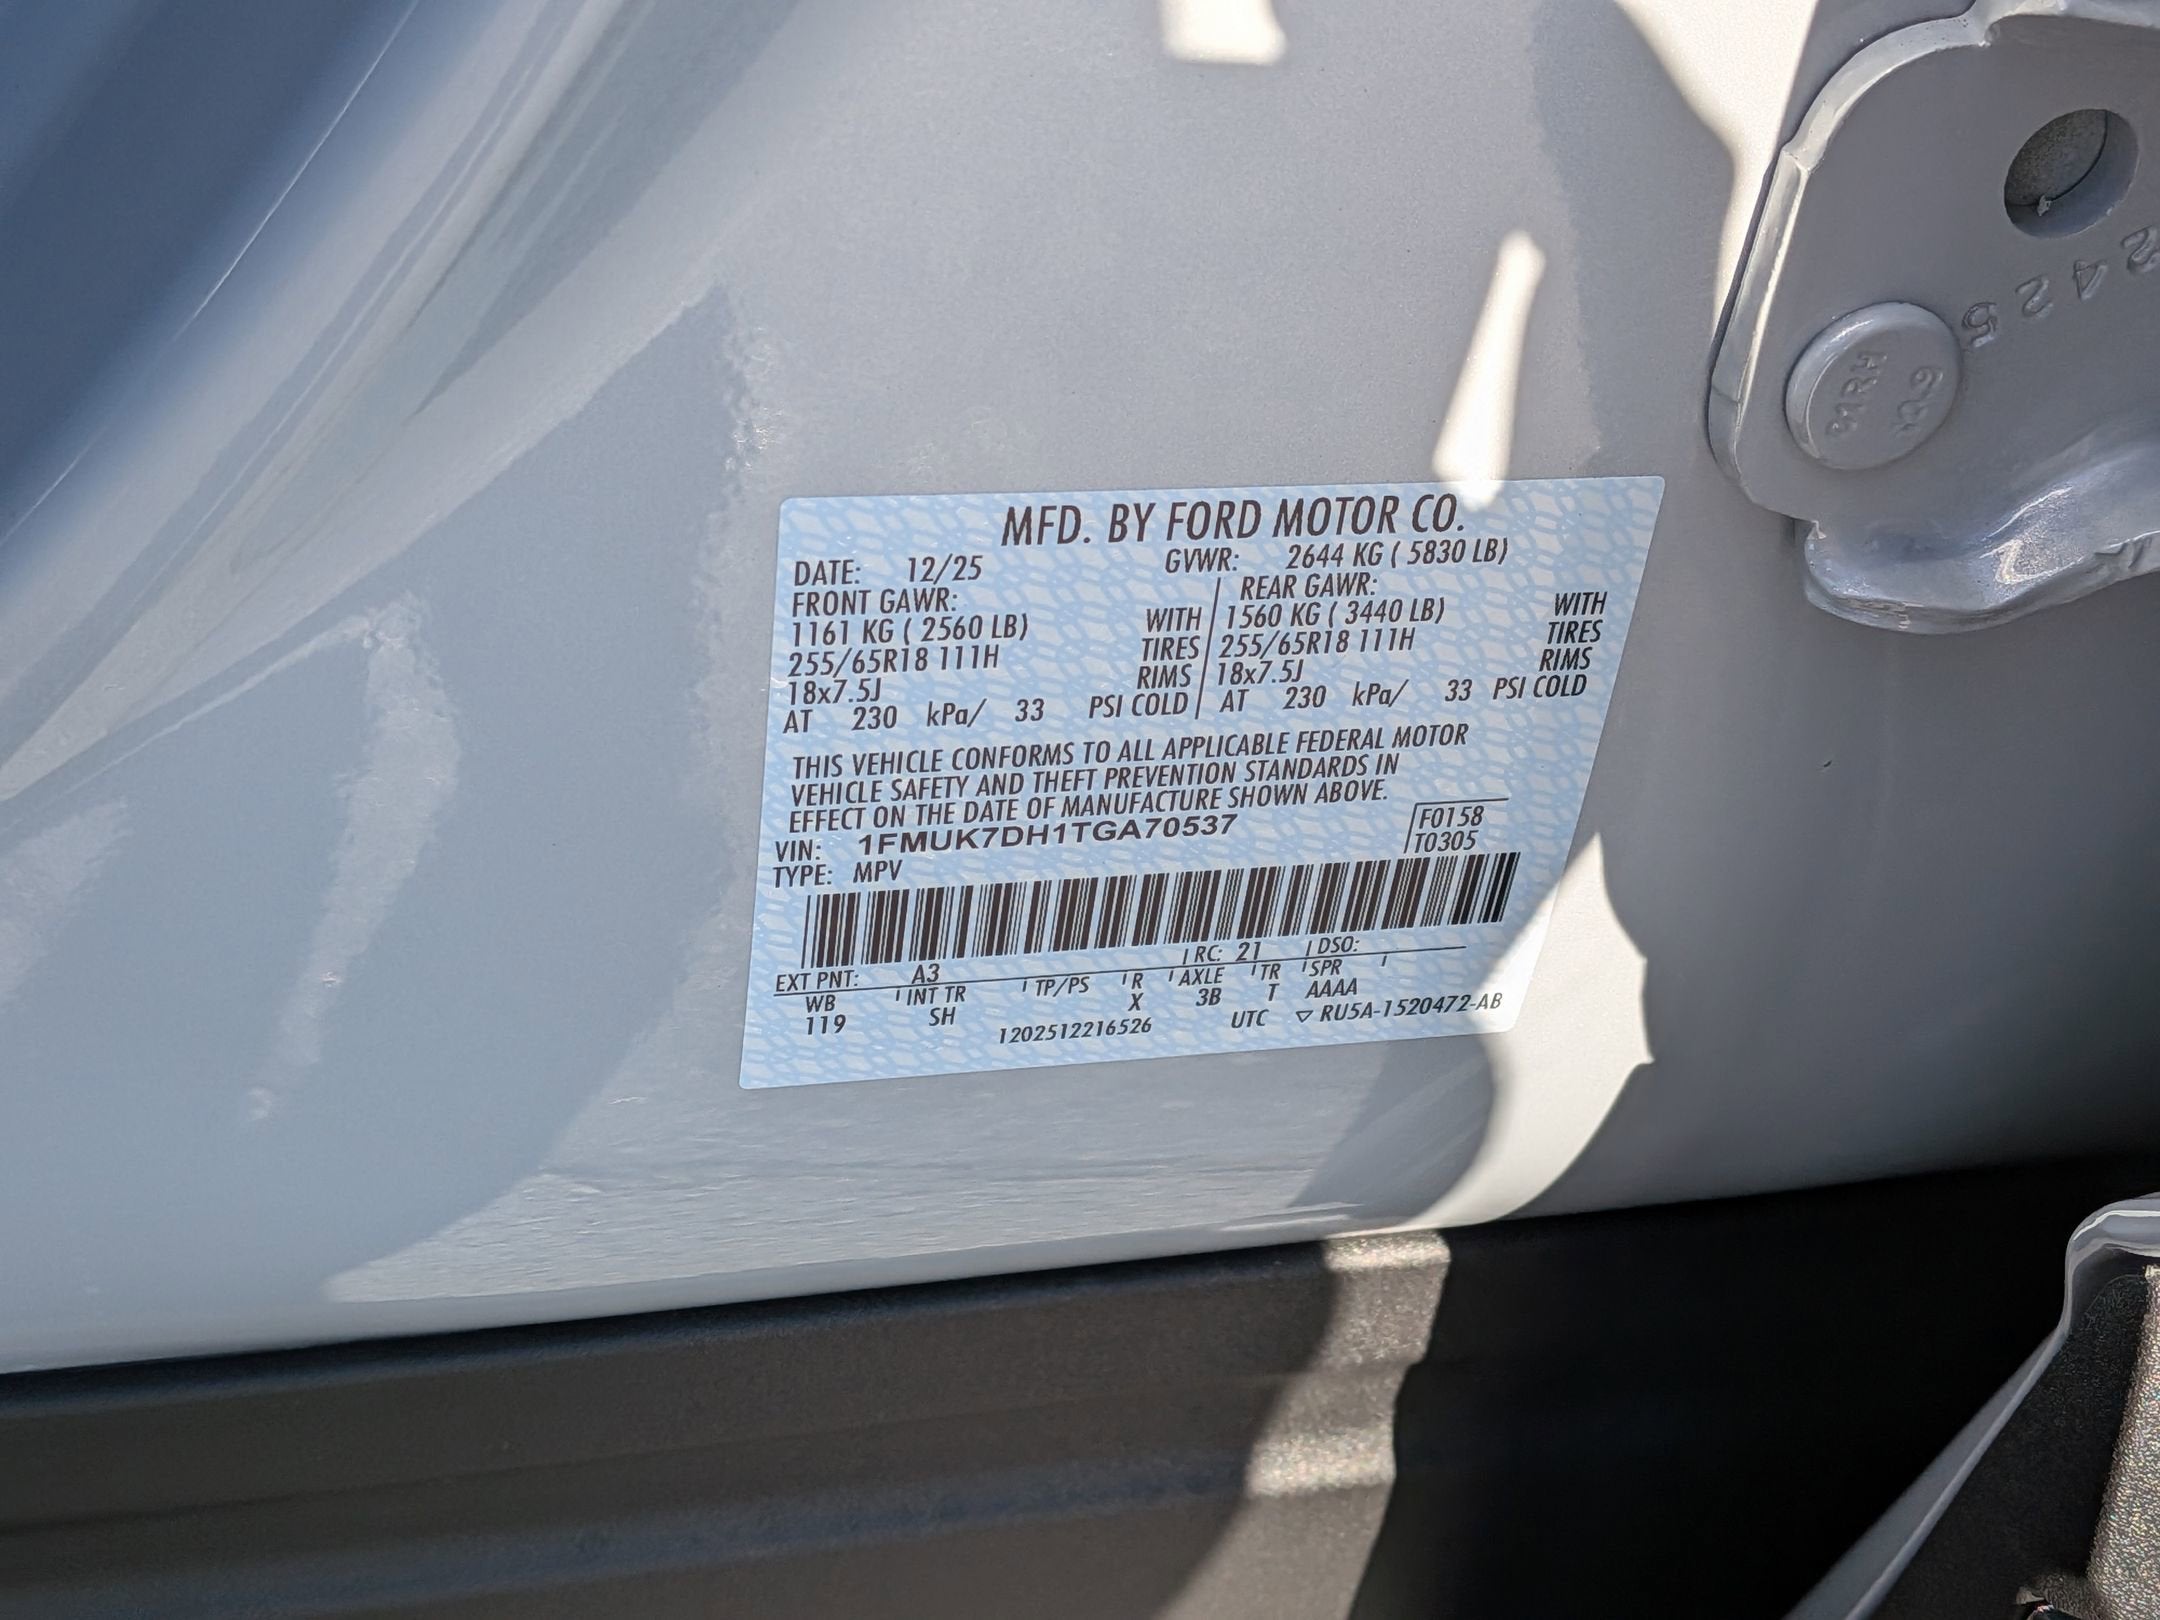 MFD. BY FORD MOTOR CO.
DATE: 12/25 GVWR: 2644 KG ( 5830 LB)
FRONT GAWR: REAR GAWR:
1161 KG ( 2560 LB) WITH 1560 KG ( 3440 LB) WITH
255/65R18 111H TIRES 255/65R18 111H TIRES
18x7.5J RIMS 18x7.5J RIMS
AT 230 kPa/ 33 PSI COLD AT 230 kPa/ 33 PSI COLD
THIS VEHICLE CONFORMS TO ALL APPLICABLE FEDERAL MOTOR
VEHICLE SAFETY AND THEFT PREVENTION STANDARDS IN
EFFECT ON THE DATE OF MANUFACTURE SHOWN ABOVE.
VIN: 1FMUK7DH1TGA70537 F0158
TYPE: MPV T0305
EXT PNT: A3 RC: 21 DSO:
WB INT TR TP/PS R AXLE TR SPR
119 SH X 3B T AAAA
1202512216526 UTC ▽ RU5A-1520472-AB
2425